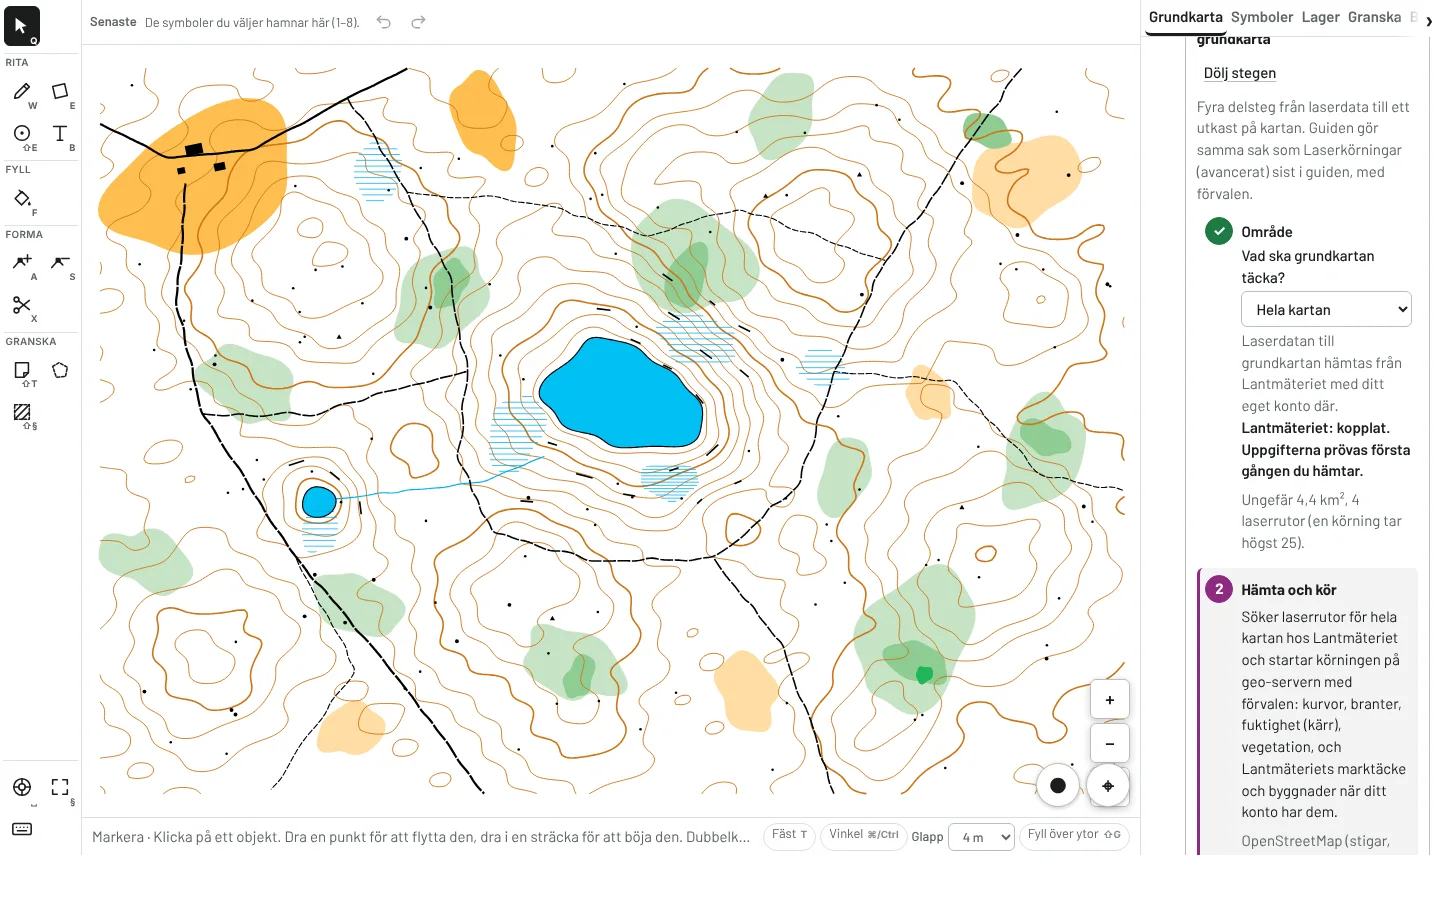 Senaste De symboler du väljer hamnar här (1–8).
Grundkarta Symboler Lager Granska B
Q
RITA
W E
⇧E B
FYLL
F
FORMA
A S
X
GRANSKA
⇧T
⇧§
§
+
−
Markera · Klicka på ett objekt. Dra en punkt för att flytta den, dra i en sträcka för att böja den. Dubbelk...
Fäst T
Vinkel ⌘/Ctrl
Glapp
4 m
Fyll över ytor ⇧G
grundkarta
Dölj stegen
Fyra delsteg från laserdata till ett
utkast på kartan. Guiden gör
samma sak som Laserkörningar
(avancerat) sist i guiden, med
förvalen.
Område
Vad ska grundkartan
täcka?
Hela kartan
Laserdatan till
grundkartan hämtas från
Lantmäteriet med ditt
eget konto där.
Lantmäteriet: kopplat.
Uppgifterna prövas första
gången du hämtar.
Ungefär 4,4 km², 4
laserrutor (en körning tar
högst 25).
2 Hämta och kör
Söker laserrutor för hela
kartan hos Lantmäteriet
och startar körningen på
geo-servern med
förvalen: kurvor, branter,
fuktighet (kärr),
vegetation, och
Lantmäteriets marktäcke
och byggnader när ditt
konto har dem.
OpenStreetMap (stigar,